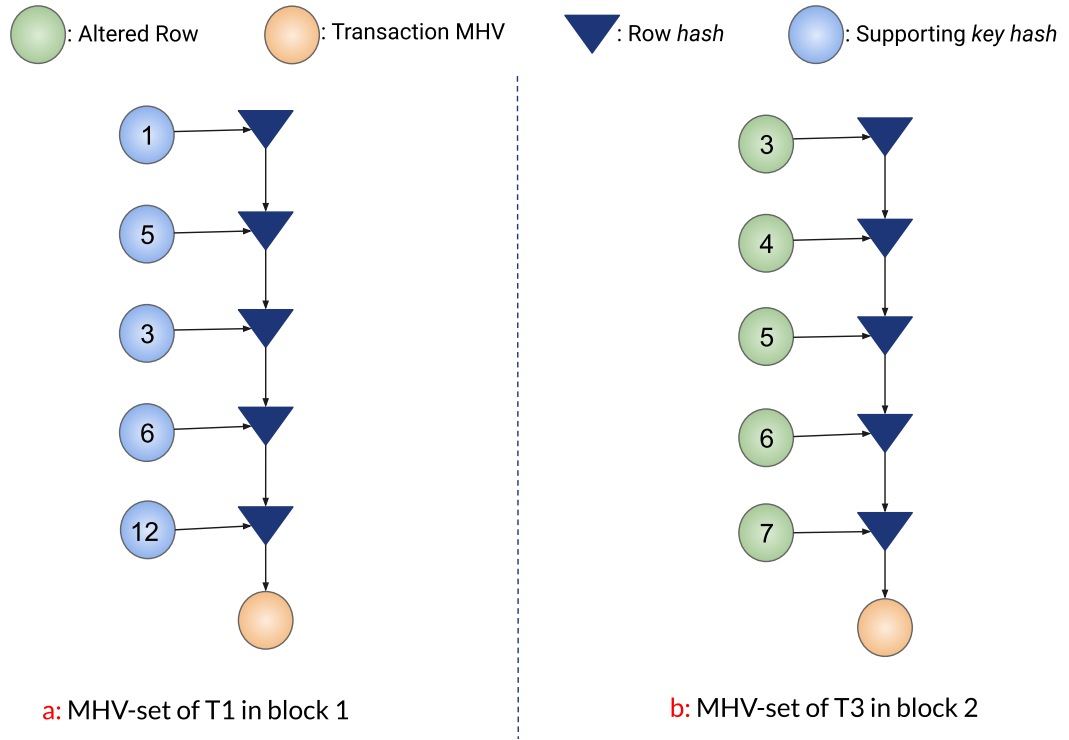 : Altered Row
: Transaction MHV
: Row hash
: Supporting key hash
1
5
3
6
12
a: MHV-set of T1 in block 1
3
4
5
6
7
b: MHV-set of T3 in block 2